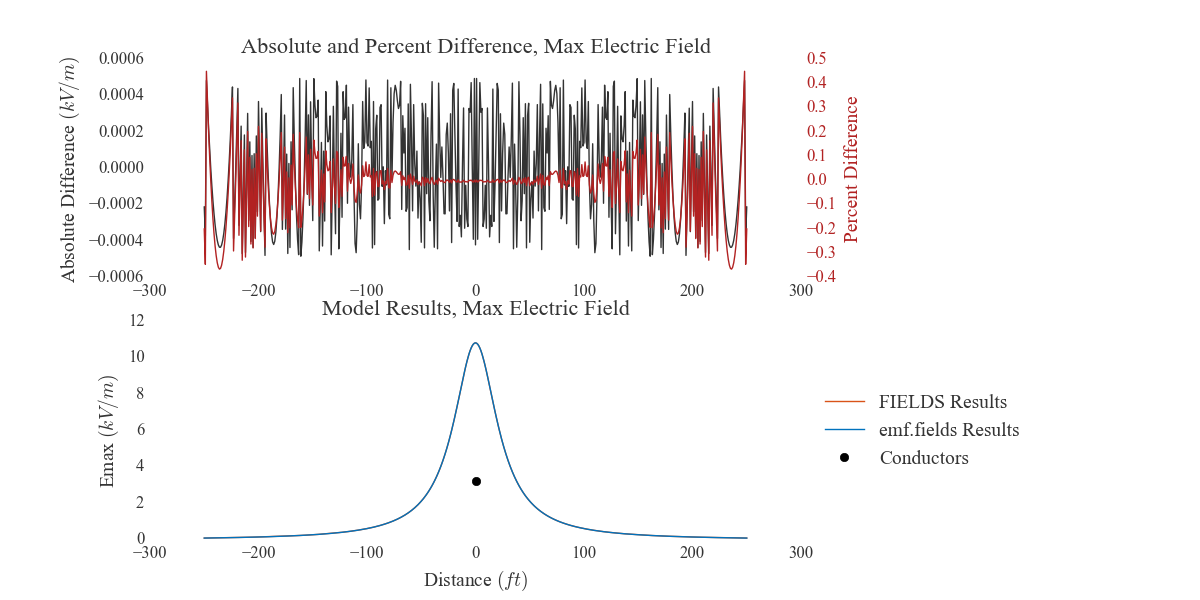 Absolute and Percent Difference, Max Electric Field
Absolute Difference (kV/m)
0.0006
0.0004
0.0002
0.0000
−0.0002
−0.0004
−0.0006
0.5
0.4
0.3
0.2
0.1
0.0
−0.1
−0.2
−0.3
−0.4
Percent Difference
−300 −200 −100 0 100 200 300
Model Results, Max Electric Field
Emax (kV/m)
12
10
8
6
4
2
0
−300 −200 −100 0 100 200 300
Distance (ft)
FIELDS Results
emf.fields Results
Conductors